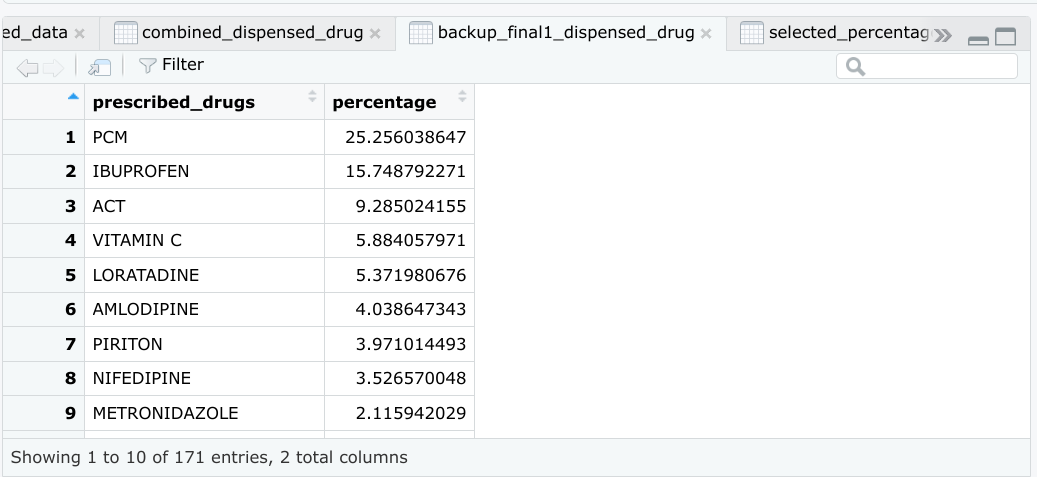 ed_data × combined_dispensed_drug × backup_final1_dispensed_drug × selected_percentag
Filter
prescribed_drugs percentage
1 PCM 25.256038647
2 IBUPROFEN 15.748792271
3 ACT 9.285024155
4 VITAMIN C 5.884057971
5 LORATADINE 5.371980676
6 AMLODIPINE 4.038647343
7 PIRITON 3.971014493
8 NIFEDIPINE 3.526570048
9 METRONIDAZOLE 2.115942029
Showing 1 to 10 of 171 entries, 2 total columns